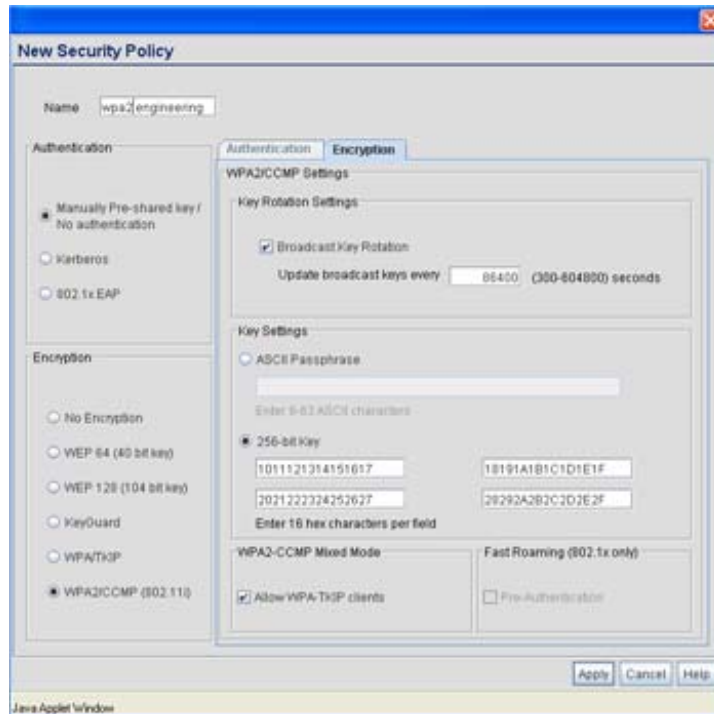 New Security Policy
Name wpa2 engineering
Authentication
Manually Pre-shared key /
No authentication
Kerberos
802.1x EAP
Encryption
No Encryption
WEP 64 (40 bit key)
WEP 128 (104 bit key)
KeyGuard
WPA/TKIP
WPA2/CCMP (802.11i)
Authentication Encryption
WPA2/CCMP Settings
Key Rotation Settings
Broadcast Key Rotation
Update broadcast keys every 86400 (300-604800) seconds
Key Settings
ASCII Passphrase
Enter 8-63 ASCII characters
256-bit Key
1011121314151617 18191A1B1C1D1E1F
2021222324252627 28292A2B2C2D2E2F
Enter 16 hex characters per field
WPA2-CCMP Mixed Mode
Allow WPA-TKIP clients
Fast Roaming (802.1x only)
Pre-Authentication
Apply Cancel Help
Java Applet Window